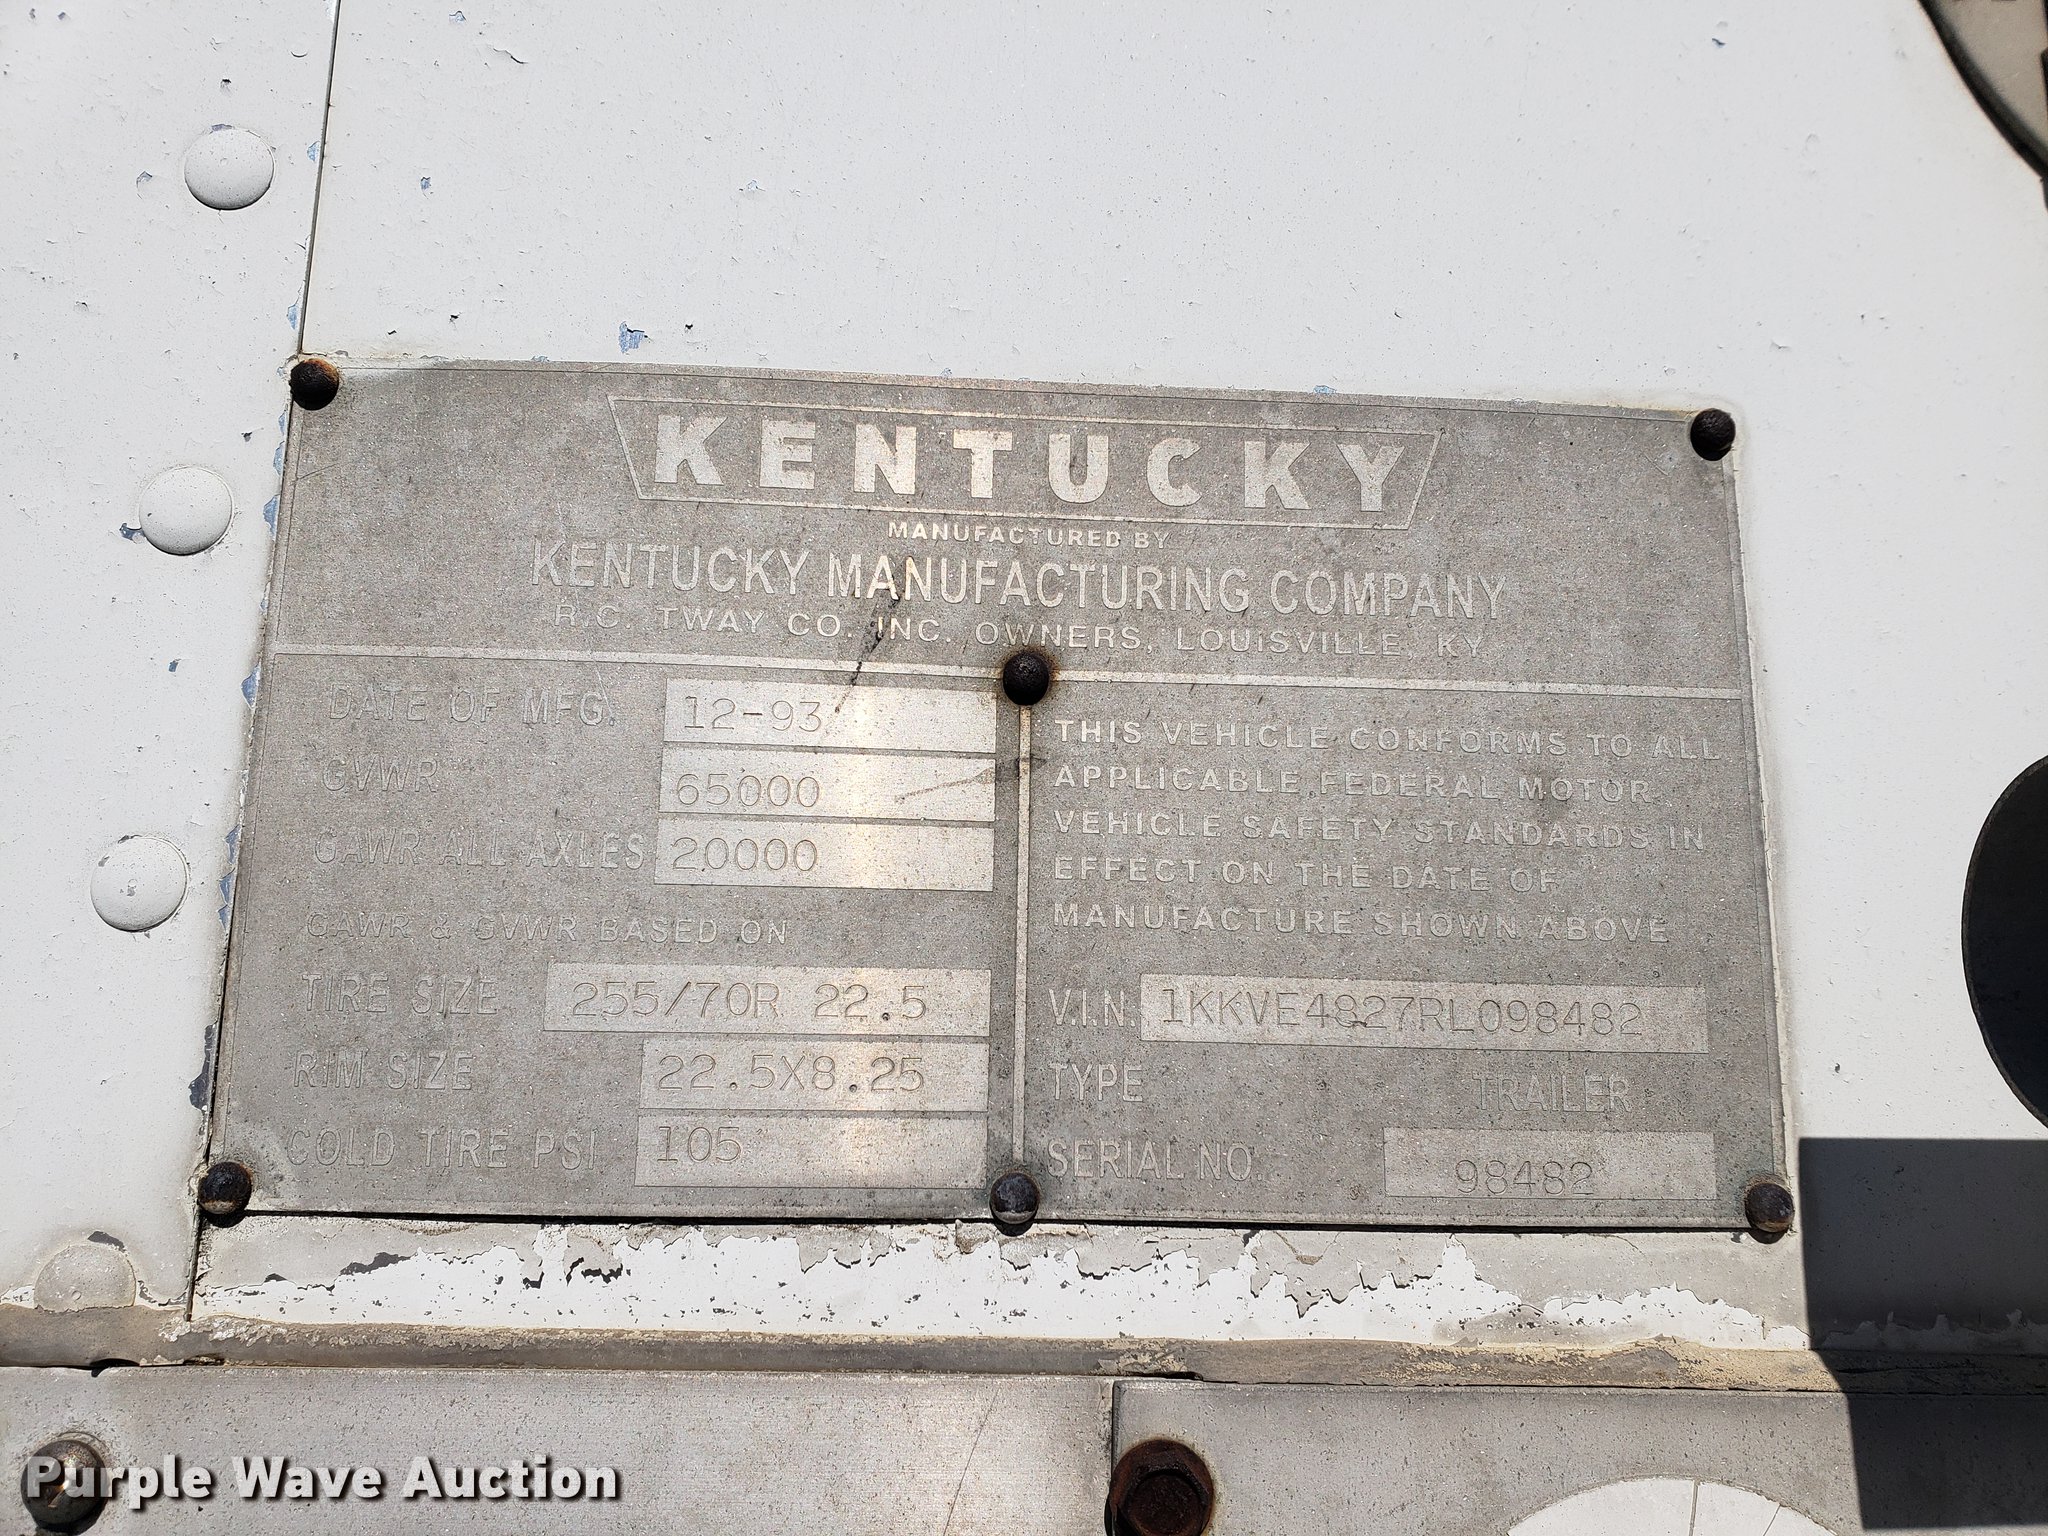 KENTUCKY
MANUFACTURED BY
KENTUCKY MANUFACTURING COMPANY
R.C. TWAY CO. INC. OWNERS, LOUISVILLE, KY
DATE OF MFG. 12-93
GVWR 65000
GAWR ALL AXLES 20000
GAWR & GVWR BASED ON
TIRE SIZE 255/70R 22.5
RIM SIZE 22.5X8.25
COLD TIRE PSI 105
THIS VEHICLE CONFORMS TO ALL
APPLICABLE FEDERAL MOTOR
VEHICLE SAFETY STANDARDS IN
EFFECT ON THE DATE OF
MANUFACTURE SHOWN ABOVE
V.I.N. 1KKVE4827RL098482
TYPE TRAILER
SERIAL NO. 98482
Purple Wave Auction